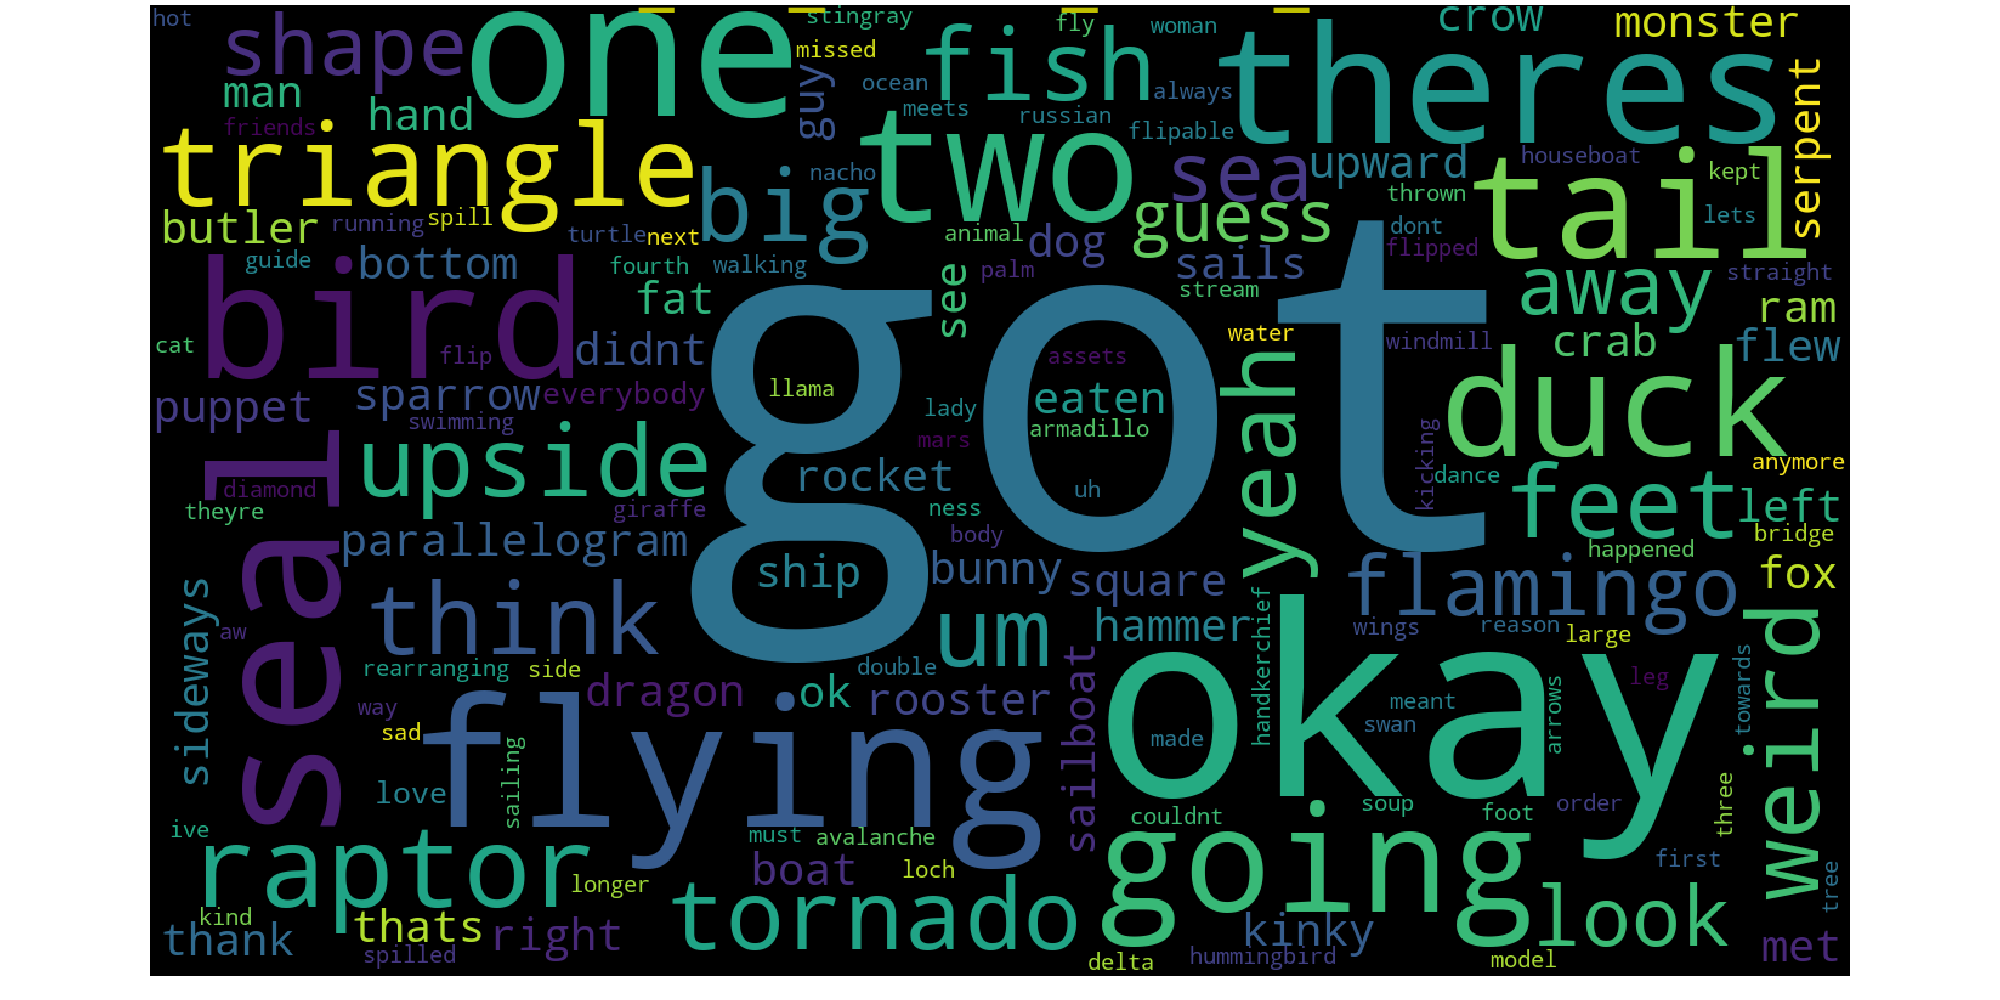 hot
shape
one
stingray
fly
woman
crow
monster
missed
fish
theres
man
hand
guy
ocean
meets
russian
always
serpent
friends
flipable
triangle
big
nacho
two
sea
upward
houseboat
tail
kept
thrown
butler
running
spill
turtle
next
animal
dog
guess
dont
lets
guide
bottom
fourth
walking
palm
sails
flipped
straight
bird
fat
see
stream
away
ram
cat
flip
didnt
got
assets
water
windmill
crab
flew
puppet
sparrow
everybody
llama
eaten
yeah
duck
swimming
lady
mars
armadillo
seal
upside
rocket
uh
kicking
dance
anymore
diamond
theyre
giraffe
ness
feet
left
parallelogram
body
happened
bridge
ship
bunny
square
flamingo
fox
sideways
think
um
hammer
handkerchief
wings
reason
large
weird
aw
rearranging
side
double
okay
leg
towards
way
dragon
ok
rooster
sailboat
meant
arrows
sad
flying
made
swan
love
sailing
soup
foot
order
three
ive
must
avalanche
couldnt
going
raptor
longer
boat
loch
first
tree
kind
thats
right
tornado
kinky
look
thank
spilled
delta
hummingbird
model
met